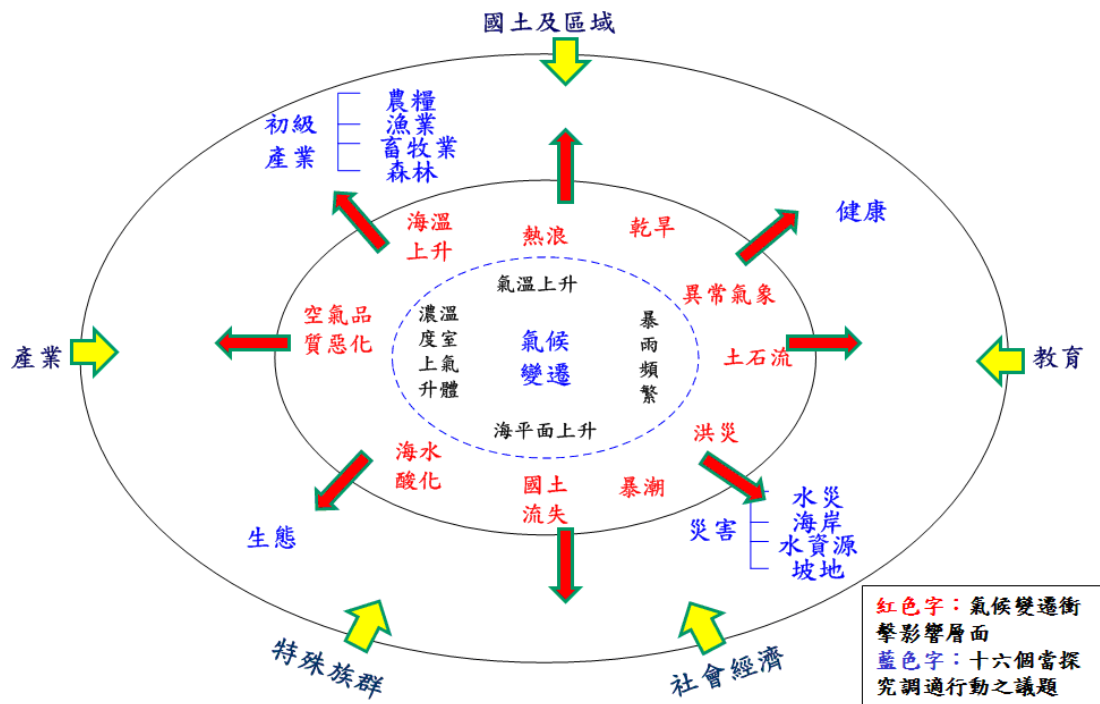 國土及區域
初級
產業
農糧
漁業
畜牧業
森林
健康
海溫
上升
熱浪
乾旱
異常氣象
空氣品
質惡化
氣溫上升
濃溫
度室
上氣
升體
氣候
變遷
暴
雨
頻
繁
土石流
產業
教育
海平面上升
海水
酸化
國土
流失
暴潮
洪災
生態
災害
水災
海岸
水資源
坡地
特殊族群
社會經濟
紅色字：氣候變遷衝
擊影響層面
藍色字：十六個當探
究調適行動之議題